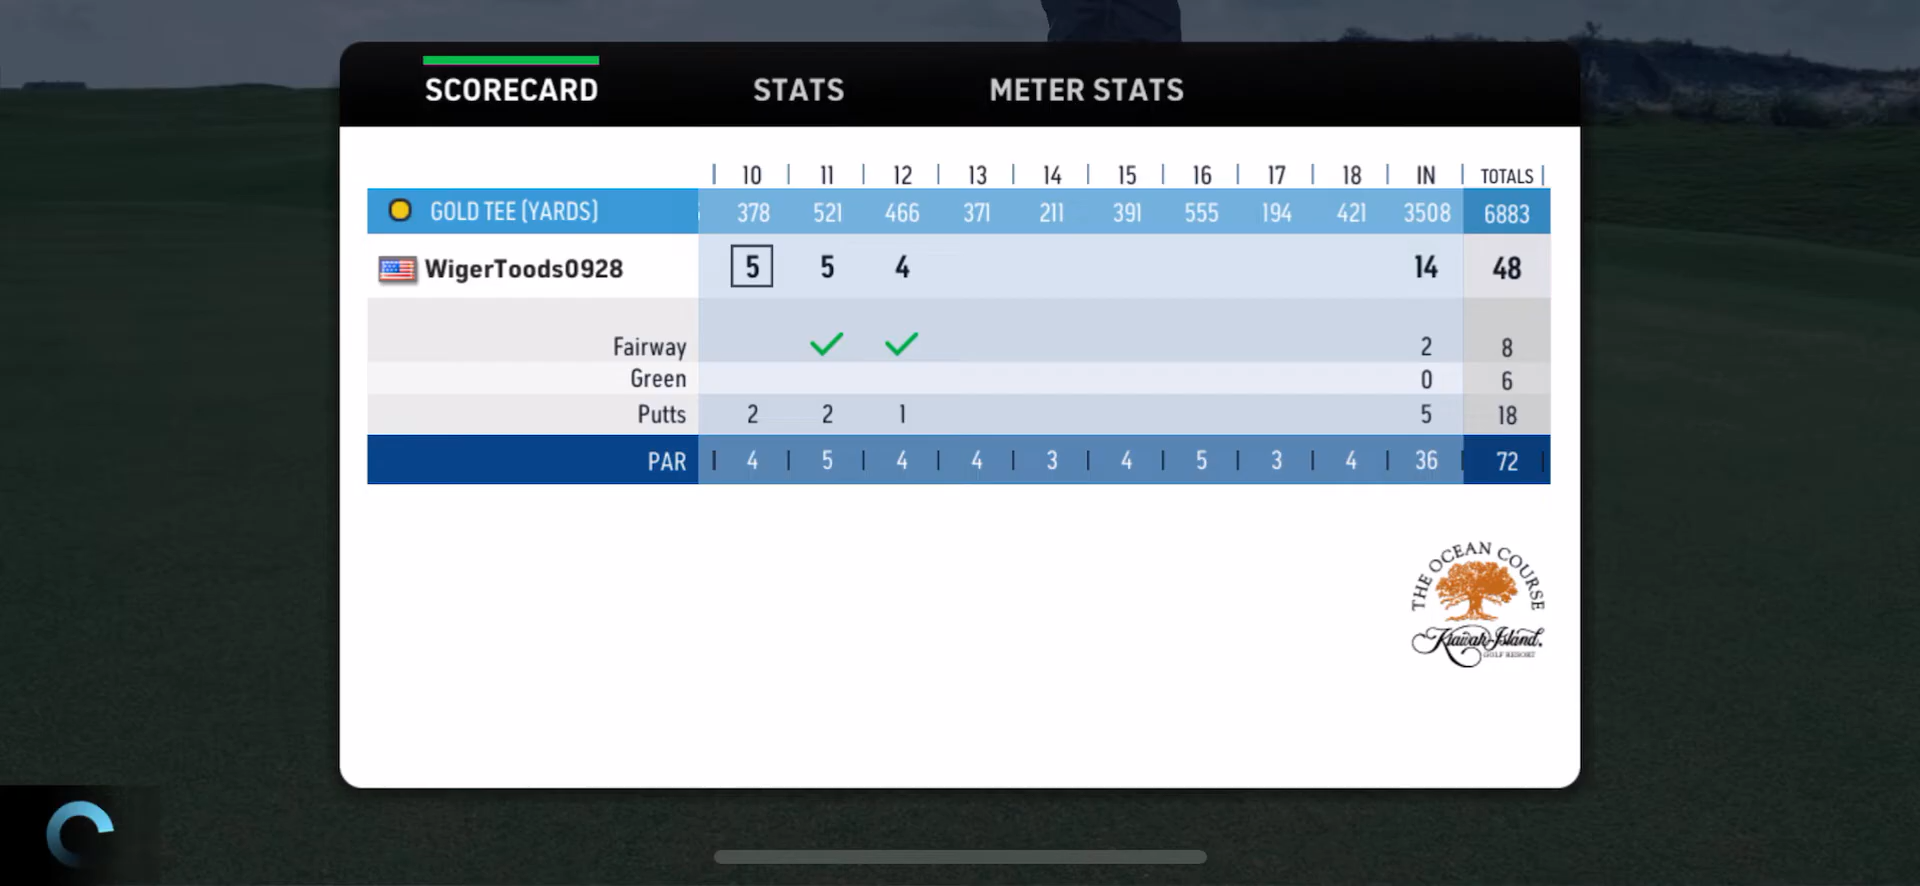 SCORECARD STATS METER STATS
10 11 12 13 14 15 16 17 18 IN TOTALS
GOLD TEE (YARDS) 378 521 466 371 211 391 555 194 421 3508 6883
WigerToods0928 5 5 4 14 48
Fairway 2 8
Green 0 6
Putts 2 2 1 5 18
PAR 4 5 4 4 3 4 5 3 4 36 72
THE OCEAN COURSE
Kiawah Island
GOLF RESORT